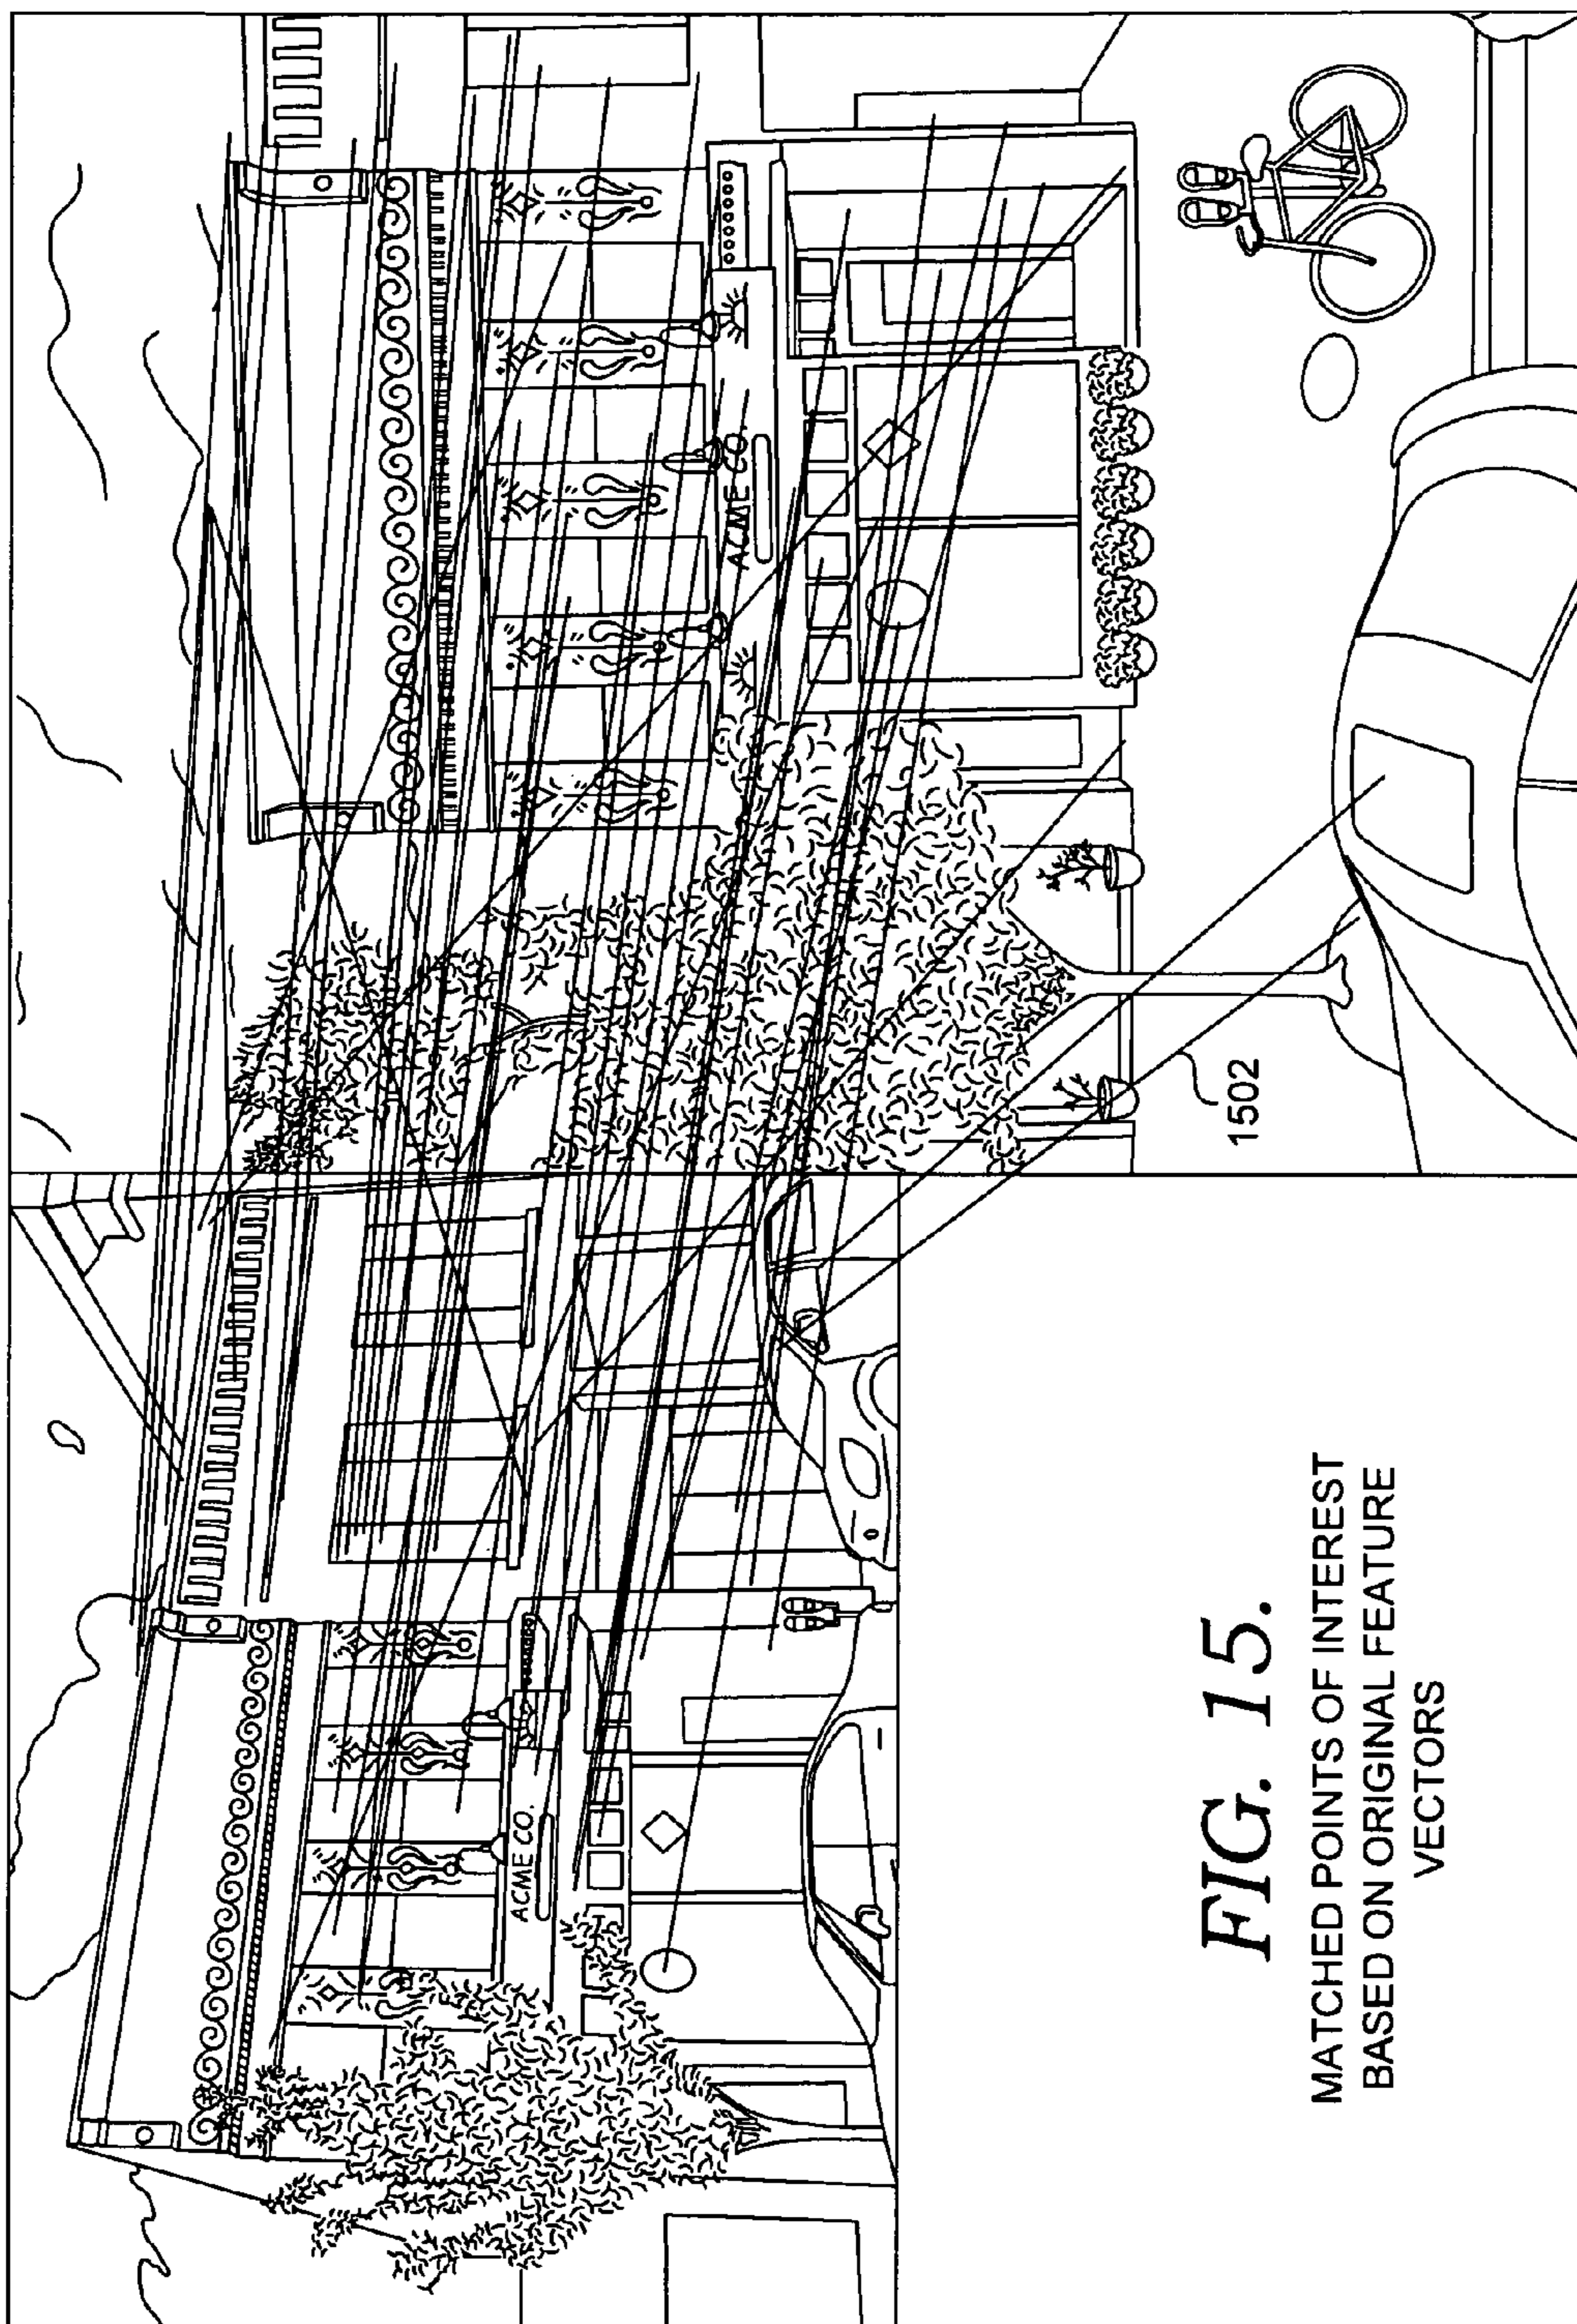 ACME CO.
ACME CO.
1502
FIG. 15.
MATCHED POINTS OF INTEREST
BASED ON ORIGINAL FEATURE
VECTORS